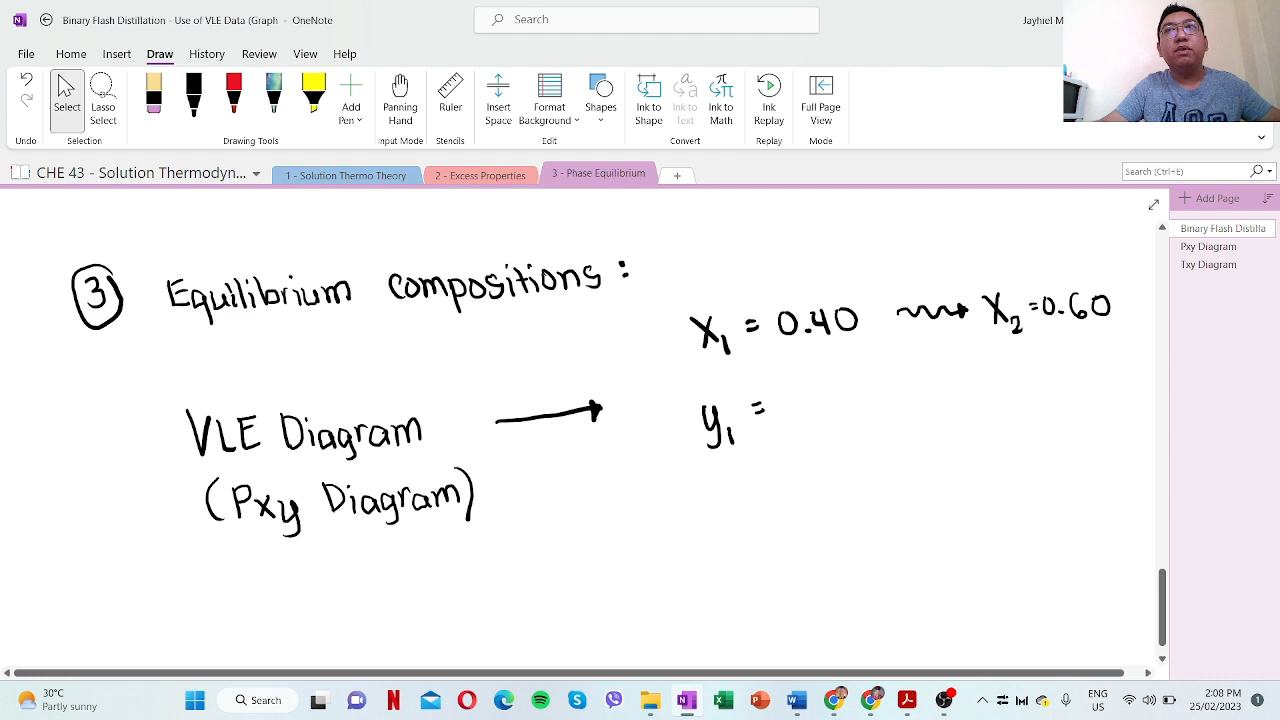 Binary Flash Distillation - Use of VLE Data (Graph - OneNote
Search
Jayhiel M
File Home Insert Draw History Review View Help
Undo
Select
Lasso Select
Add Pen
Panning Hand
Ruler
Insert Space
Format Background
Shapes
Ink to Shape
Ink to Text
Ink to Math
Ink Replay
Full Page View
Undo Drawing Tools Input Mode Stencils Edit Convert Replay Mode
CHE 43 - Solution Thermodyn...
1 - Solution Thermo Theory
2 - Excess Properties
3 - Phase Equilibrium
Search (Ctrl+E)
Add Page
Binary Flash Distilla
Pxy Diagram
Txy Diagram
3 Equilibrium compositions :
x₁ = 0.40 → x₂ = 0.60
VLE Diagram → y₁ =
(Pxy Diagram)
30°C
Partly sunny
Search
ENG
US
2:08 PM
25/02/2023
1